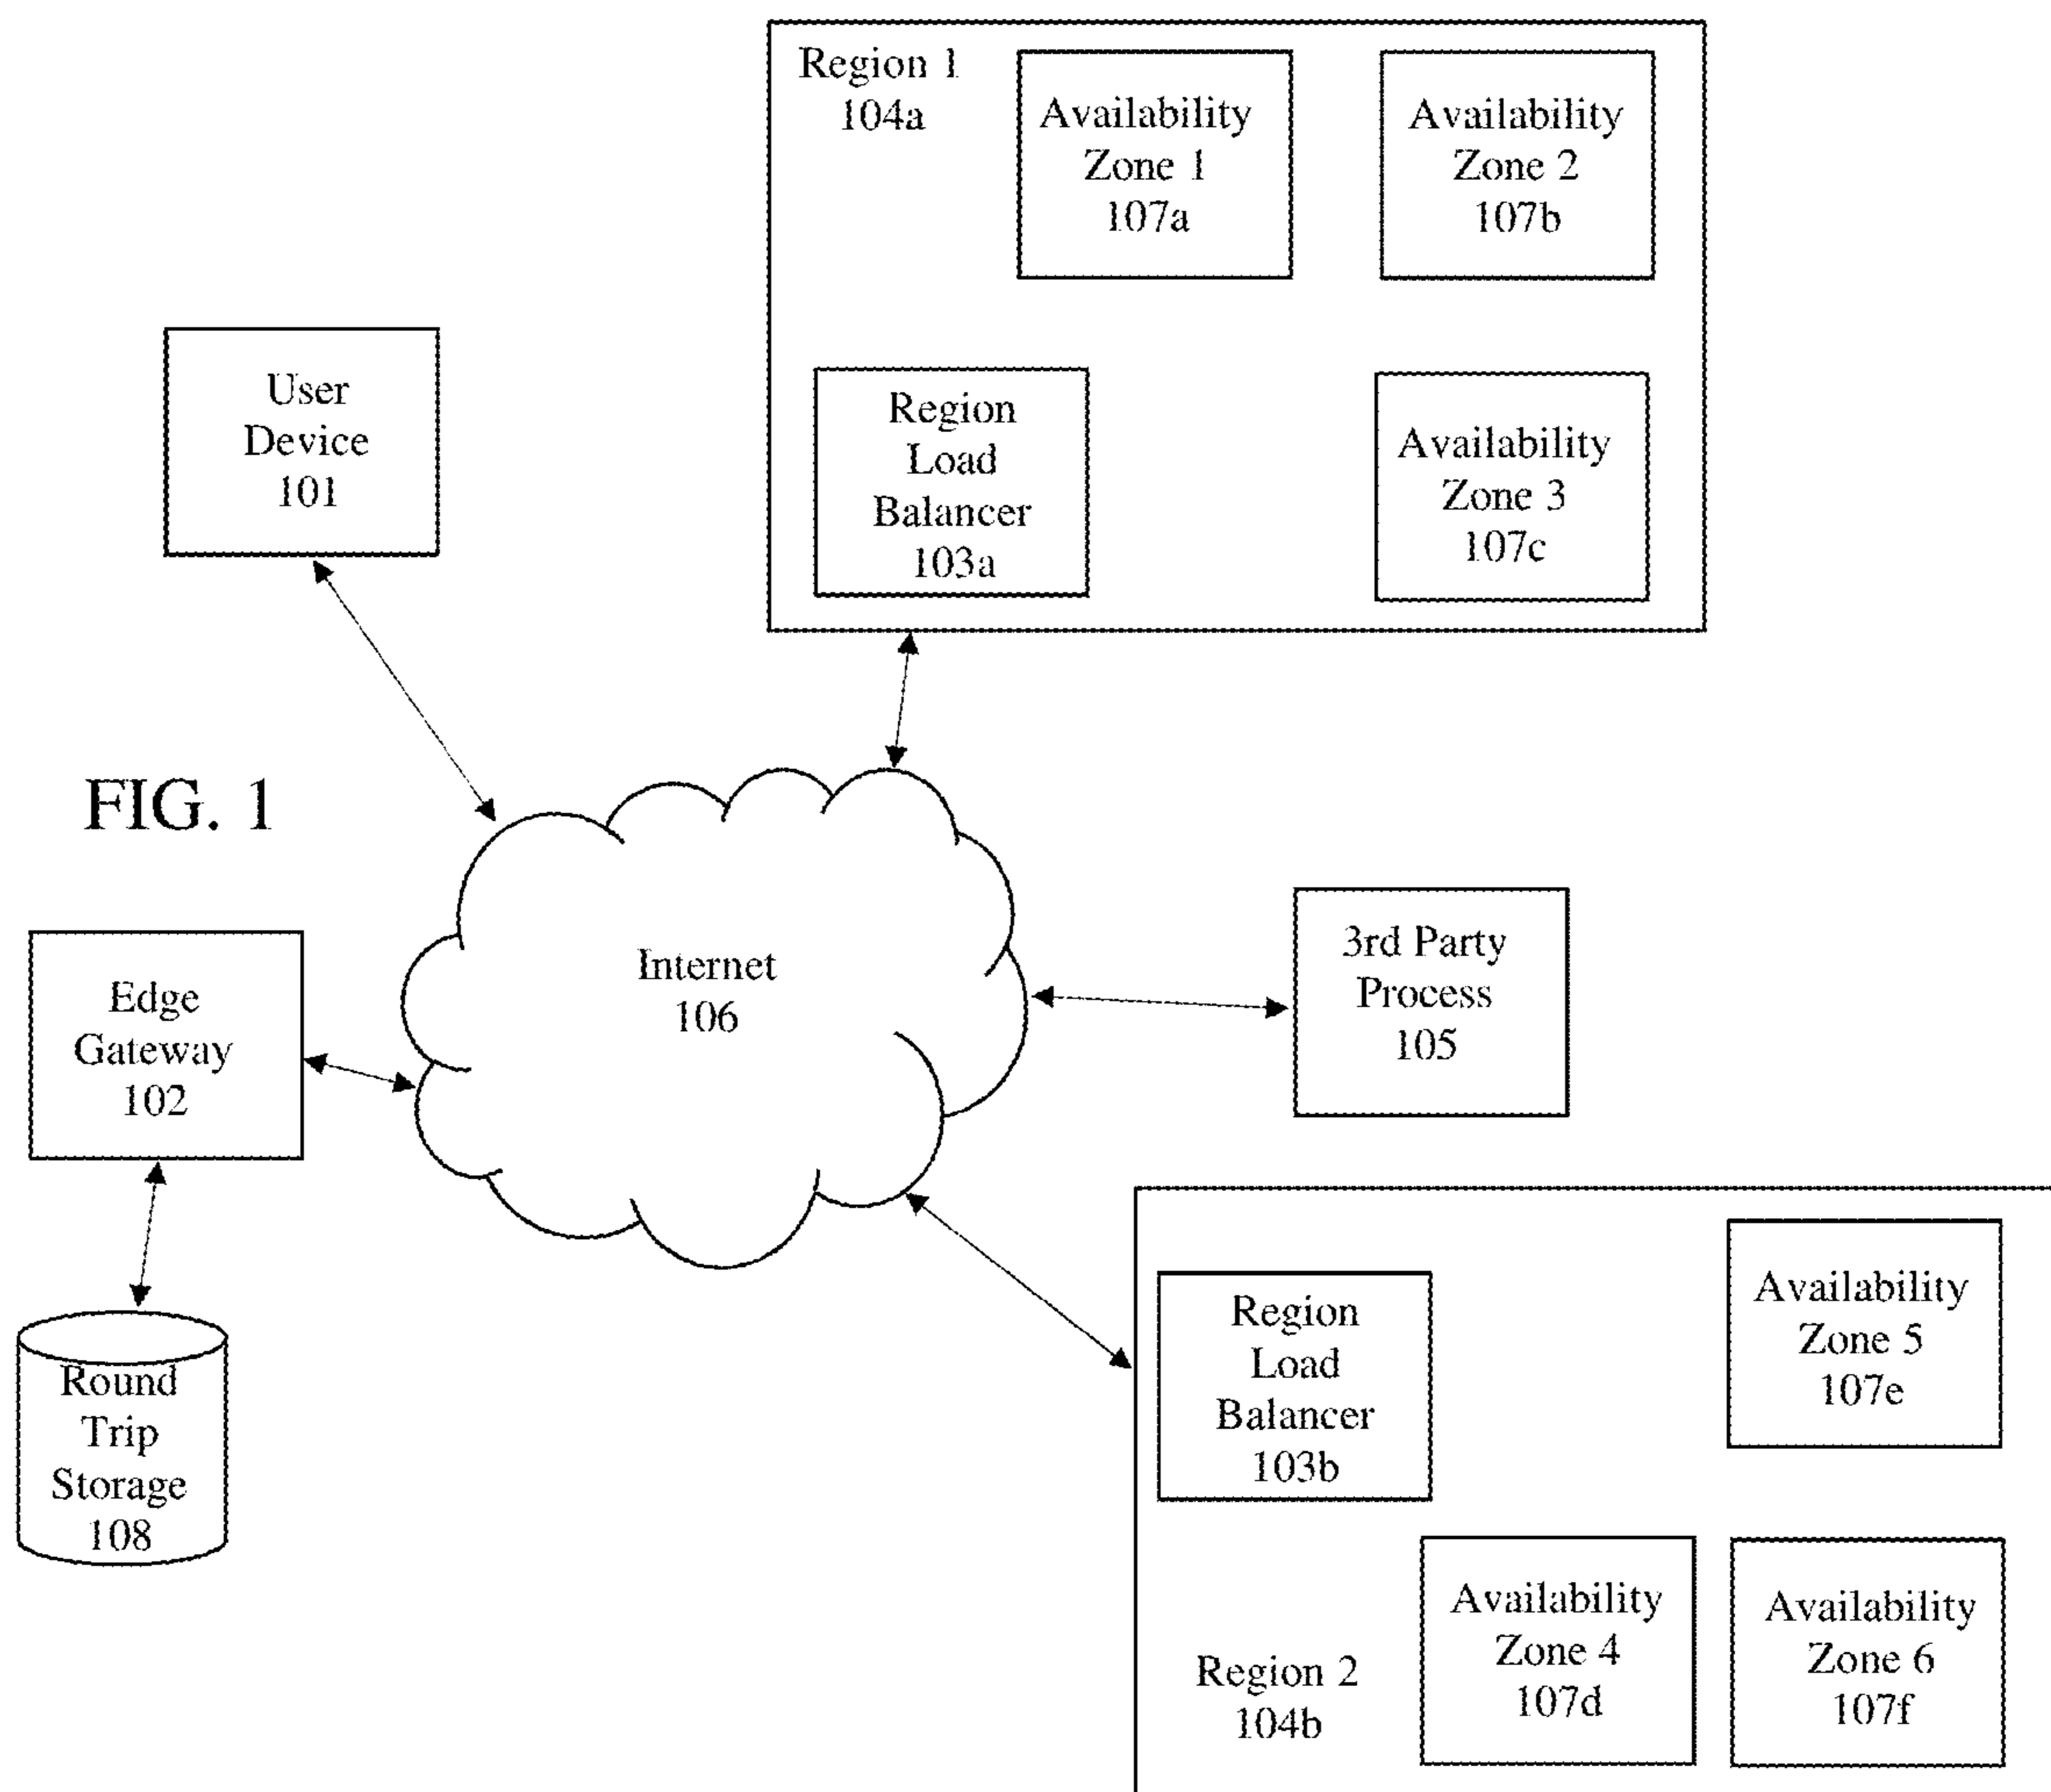 Region 1
104a
Availability
Zone 1
107a
Availability
Zone 2
107b
User
Device
101
Region
Load
Balancer
103a
Availability
Zone 3
107c
FIG. 1
Internet
106
3rd Party
Process
105
Edge
Gateway
102
Round
Trip
Storage
108
Region
Load
Balancer
103b
Availability
Zone 5
107e
Region 2
104b
Availability
Zone 4
107d
Availability
Zone 6
107f